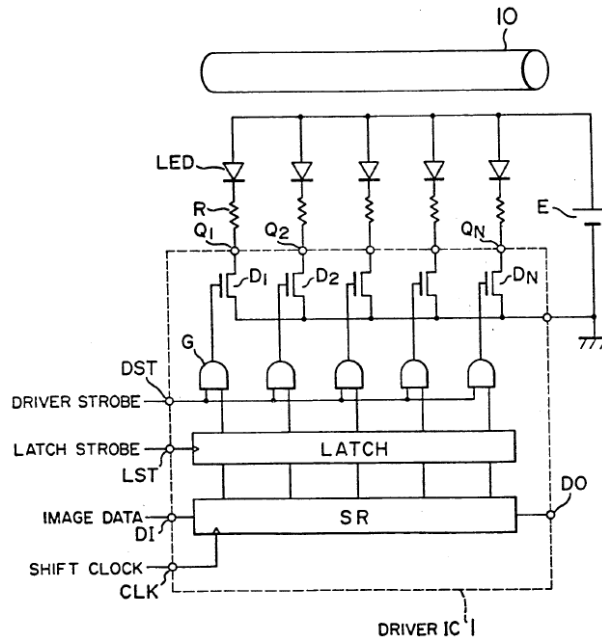 10
LED
R
E
Q1
Q2
QN
D1
D2
DN
G
DST
DRIVER STROBE
LATCH STROBE
LST
LATCH
DO
IMAGE DATA
DI
SR
SHIFT CLOCK
CLK
DRIVER IC 1